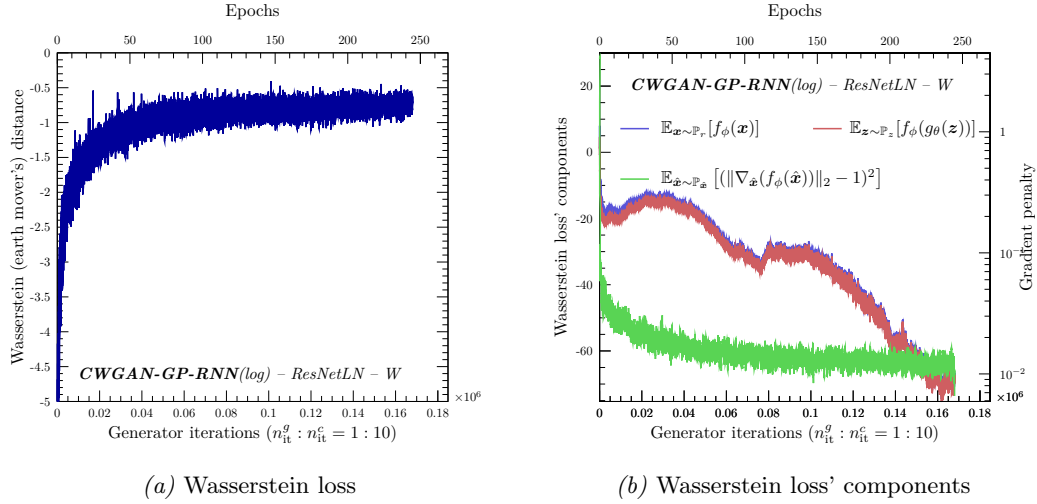 Epochs
0 50 100 150 200 250
0
-0.5
-1
-1.5
-2
-2.5
-3
-3.5
-4
-4.5
-5
Wasserstein (earth mover's) distance
CWGAN-GP-RNN(log) – ResNetLN – W
0 0.02 0.04 0.06 0.08 0.1 0.12 0.14 0.16 0.18
×10⁶
Generator iterations (nᵍᵢₜ : nᶜᵢₜ = 1 : 10)
(a) Wasserstein loss
Epochs
0 50 100 150 200 250
20
0
-20
-40
-60
Wasserstein loss' components
CWGAN-GP-RNN(log) – ResNetLN – W
𝔼_{x∼ℙ_r}[f_ϕ(x)]
𝔼_{z∼ℙ_z}[f_ϕ(g_θ(z))]
𝔼_{x̂∼ℙ_x̂} [(‖∇_x̂(f_ϕ(x̂))‖₂ − 1)²]
1
10⁻¹
10⁻²
Gradient penalty
0 0.02 0.04 0.06 0.08 0.1 0.12 0.14 0.16 0.18
×10⁶
Generator iterations (nᵍᵢₜ : nᶜᵢₜ = 1 : 10)
(b) Wasserstein loss' components